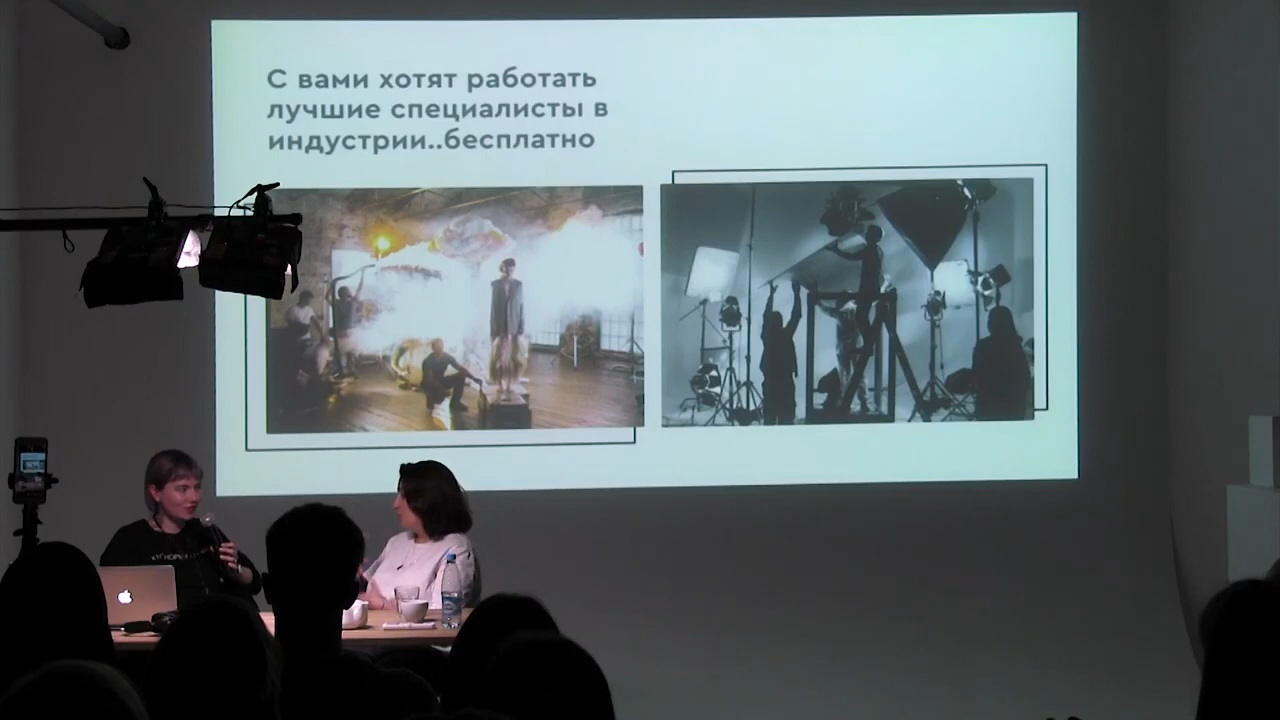 С вами хотят работать
лучшие специалисты в
индустрии..бесплатно